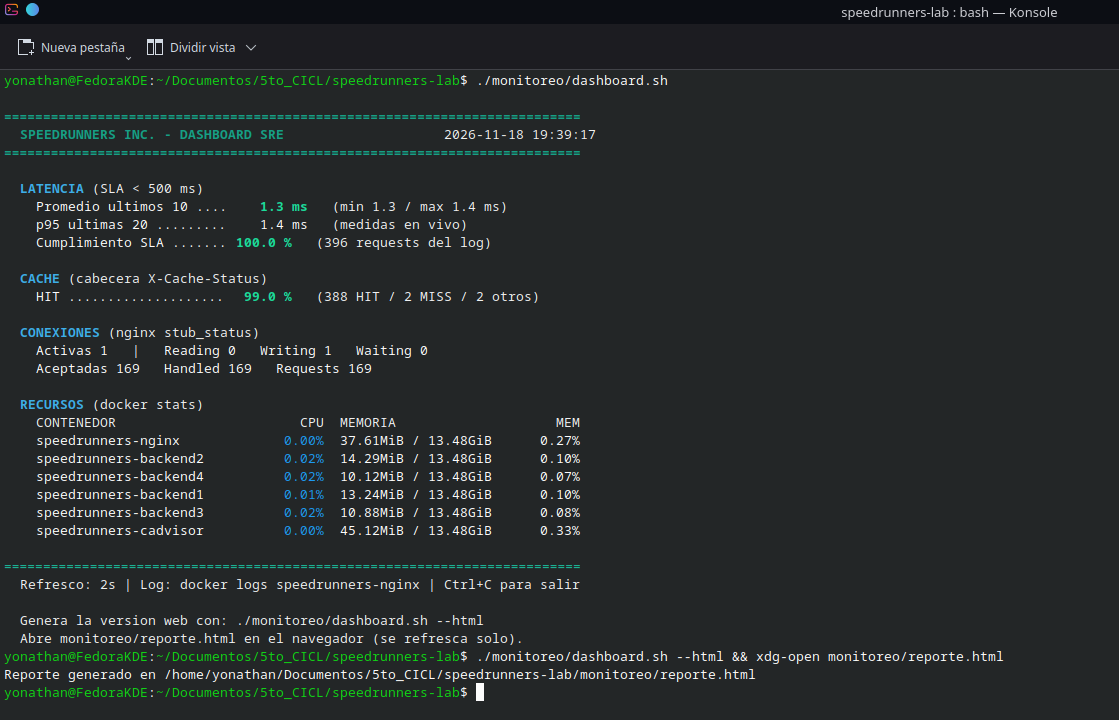 speedrunners-lab : bash — Konsole
Nueva pestaña Dividir vista
yonathan@FedoraKDE:~/Documentos/5to_CICL/speedrunners-lab$ ./monitoreo/dashboard.sh
========================================================================
SPEEDRUNNERS INC. - DASHBOARD SRE 2026-11-18 19:39:17
========================================================================
LATENCIA (SLA < 500 ms)
Promedio ultimos 10 .... 1.3 ms (min 1.3 / max 1.4 ms)
p95 ultimas 20 ......... 1.4 ms (medidas en vivo)
Cumplimiento SLA ....... 100.0 % (396 requests del log)
CACHE (cabecera X-Cache-Status)
HIT .................... 99.0 % (388 HIT / 2 MISS / 2 otros)
CONEXIONES (nginx stub_status)
Activas 1 | Reading 0 Writing 1 Waiting 0
Aceptadas 169 Handled 169 Requests 169
RECURSOS (docker stats)
CONTENEDOR CPU MEMORIA MEM
speedrunners-nginx 0.00% 37.61MiB / 13.48GiB 0.27%
speedrunners-backend2 0.02% 14.29MiB / 13.48GiB 0.10%
speedrunners-backend4 0.02% 10.12MiB / 13.48GiB 0.07%
speedrunners-backend1 0.01% 13.24MiB / 13.48GiB 0.10%
speedrunners-backend3 0.02% 10.88MiB / 13.48GiB 0.08%
speedrunners-cadvisor 0.00% 45.12MiB / 13.48GiB 0.33%
========================================================================
Refresco: 2s | Log: docker logs speedrunners-nginx | Ctrl+C para salir
Genera la version web con: ./monitoreo/dashboard.sh --html
Abre monitoreo/reporte.html en el navegador (se refresca solo).
yonathan@FedoraKDE:~/Documentos/5to_CICL/speedrunners-lab$ ./monitoreo/dashboard.sh --html && xdg-open monitoreo/reporte.html
Reporte generado en /home/yonathan/Documentos/5to_CICL/speedrunners-lab/monitoreo/reporte.html
yonathan@FedoraKDE:~/Documentos/5to_CICL/speedrunners-lab$